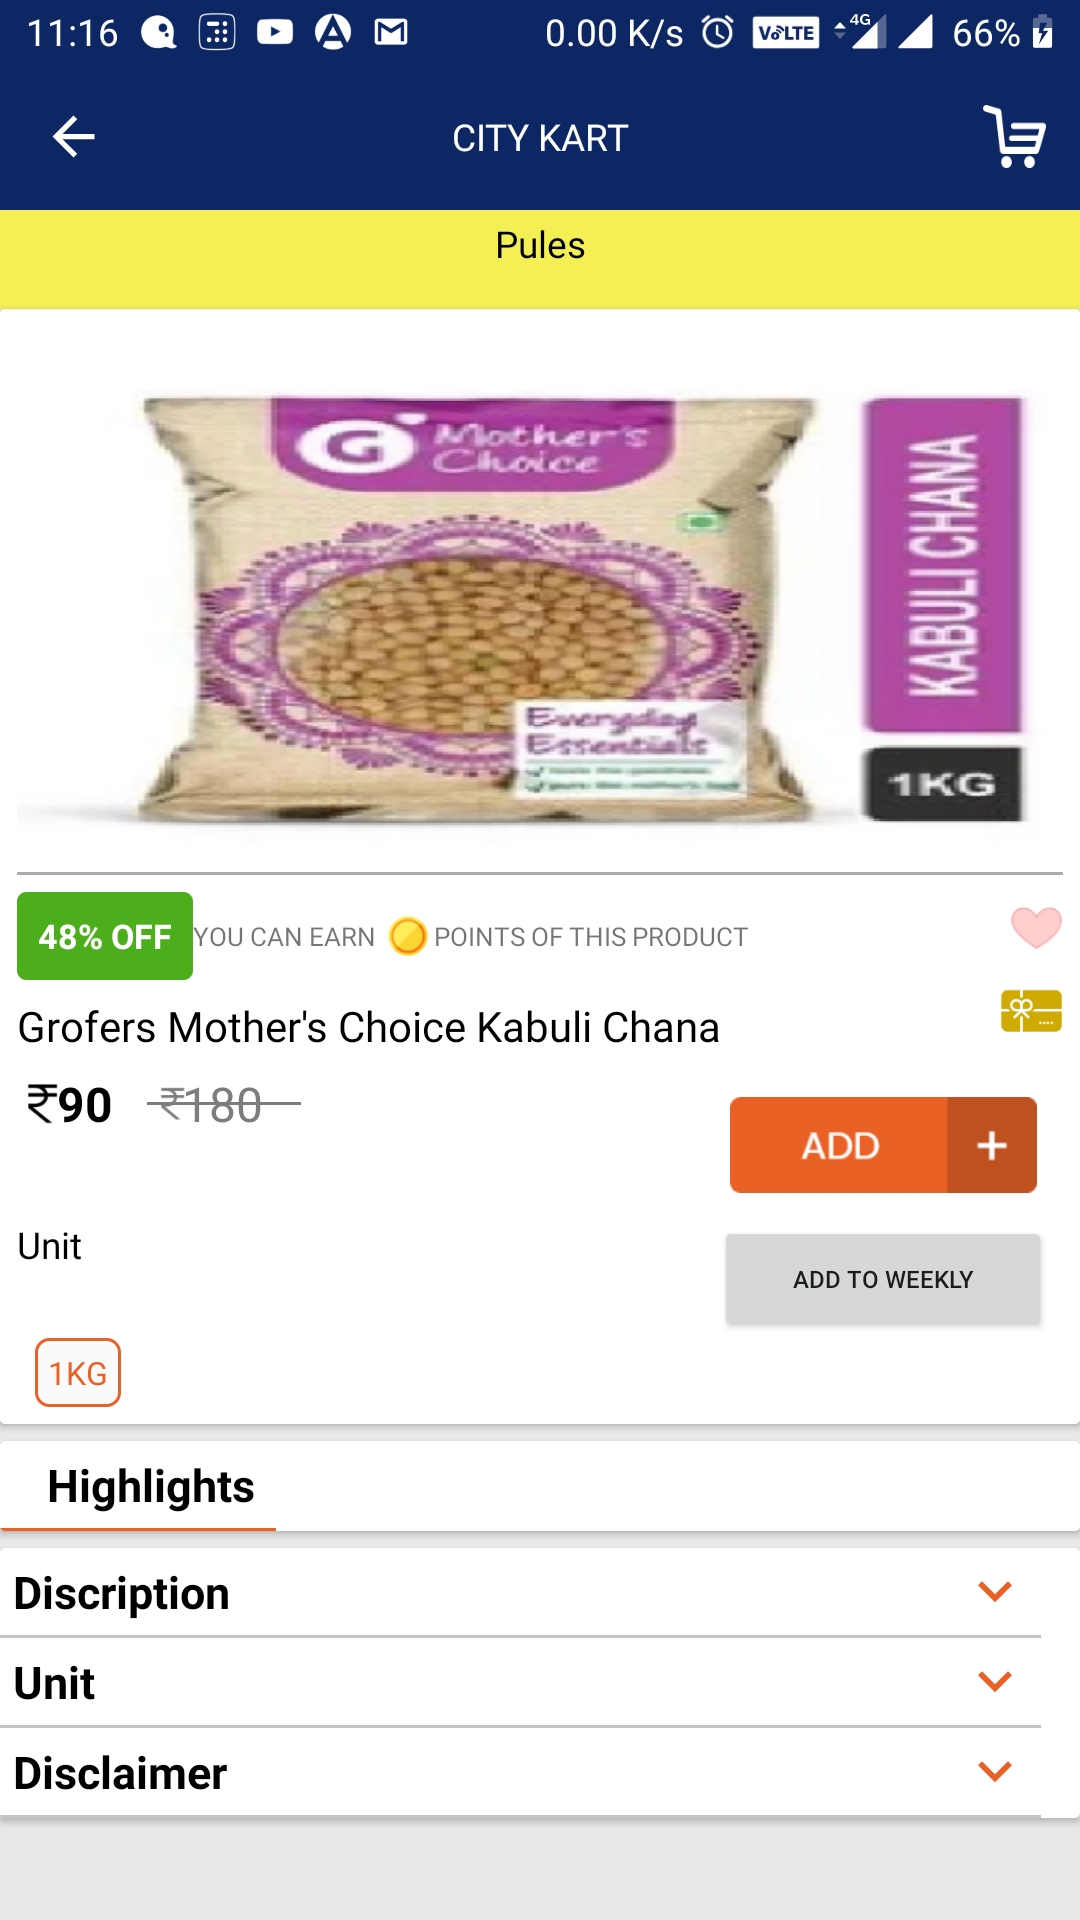 11:16 0.00 K/s VoLTE 4G 66%
CITY KART
Pules
G Mother's
Choice
KABULI CHANA
Everyday
Essentials
1KG
48% OFF YOU CAN EARN POINTS OF THIS PRODUCT
Grofers Mother's Choice Kabuli Chana
₹90 ₹180
ADD +
Unit
ADD TO WEEKLY
1KG
Highlights
Discription
Unit
Disclaimer